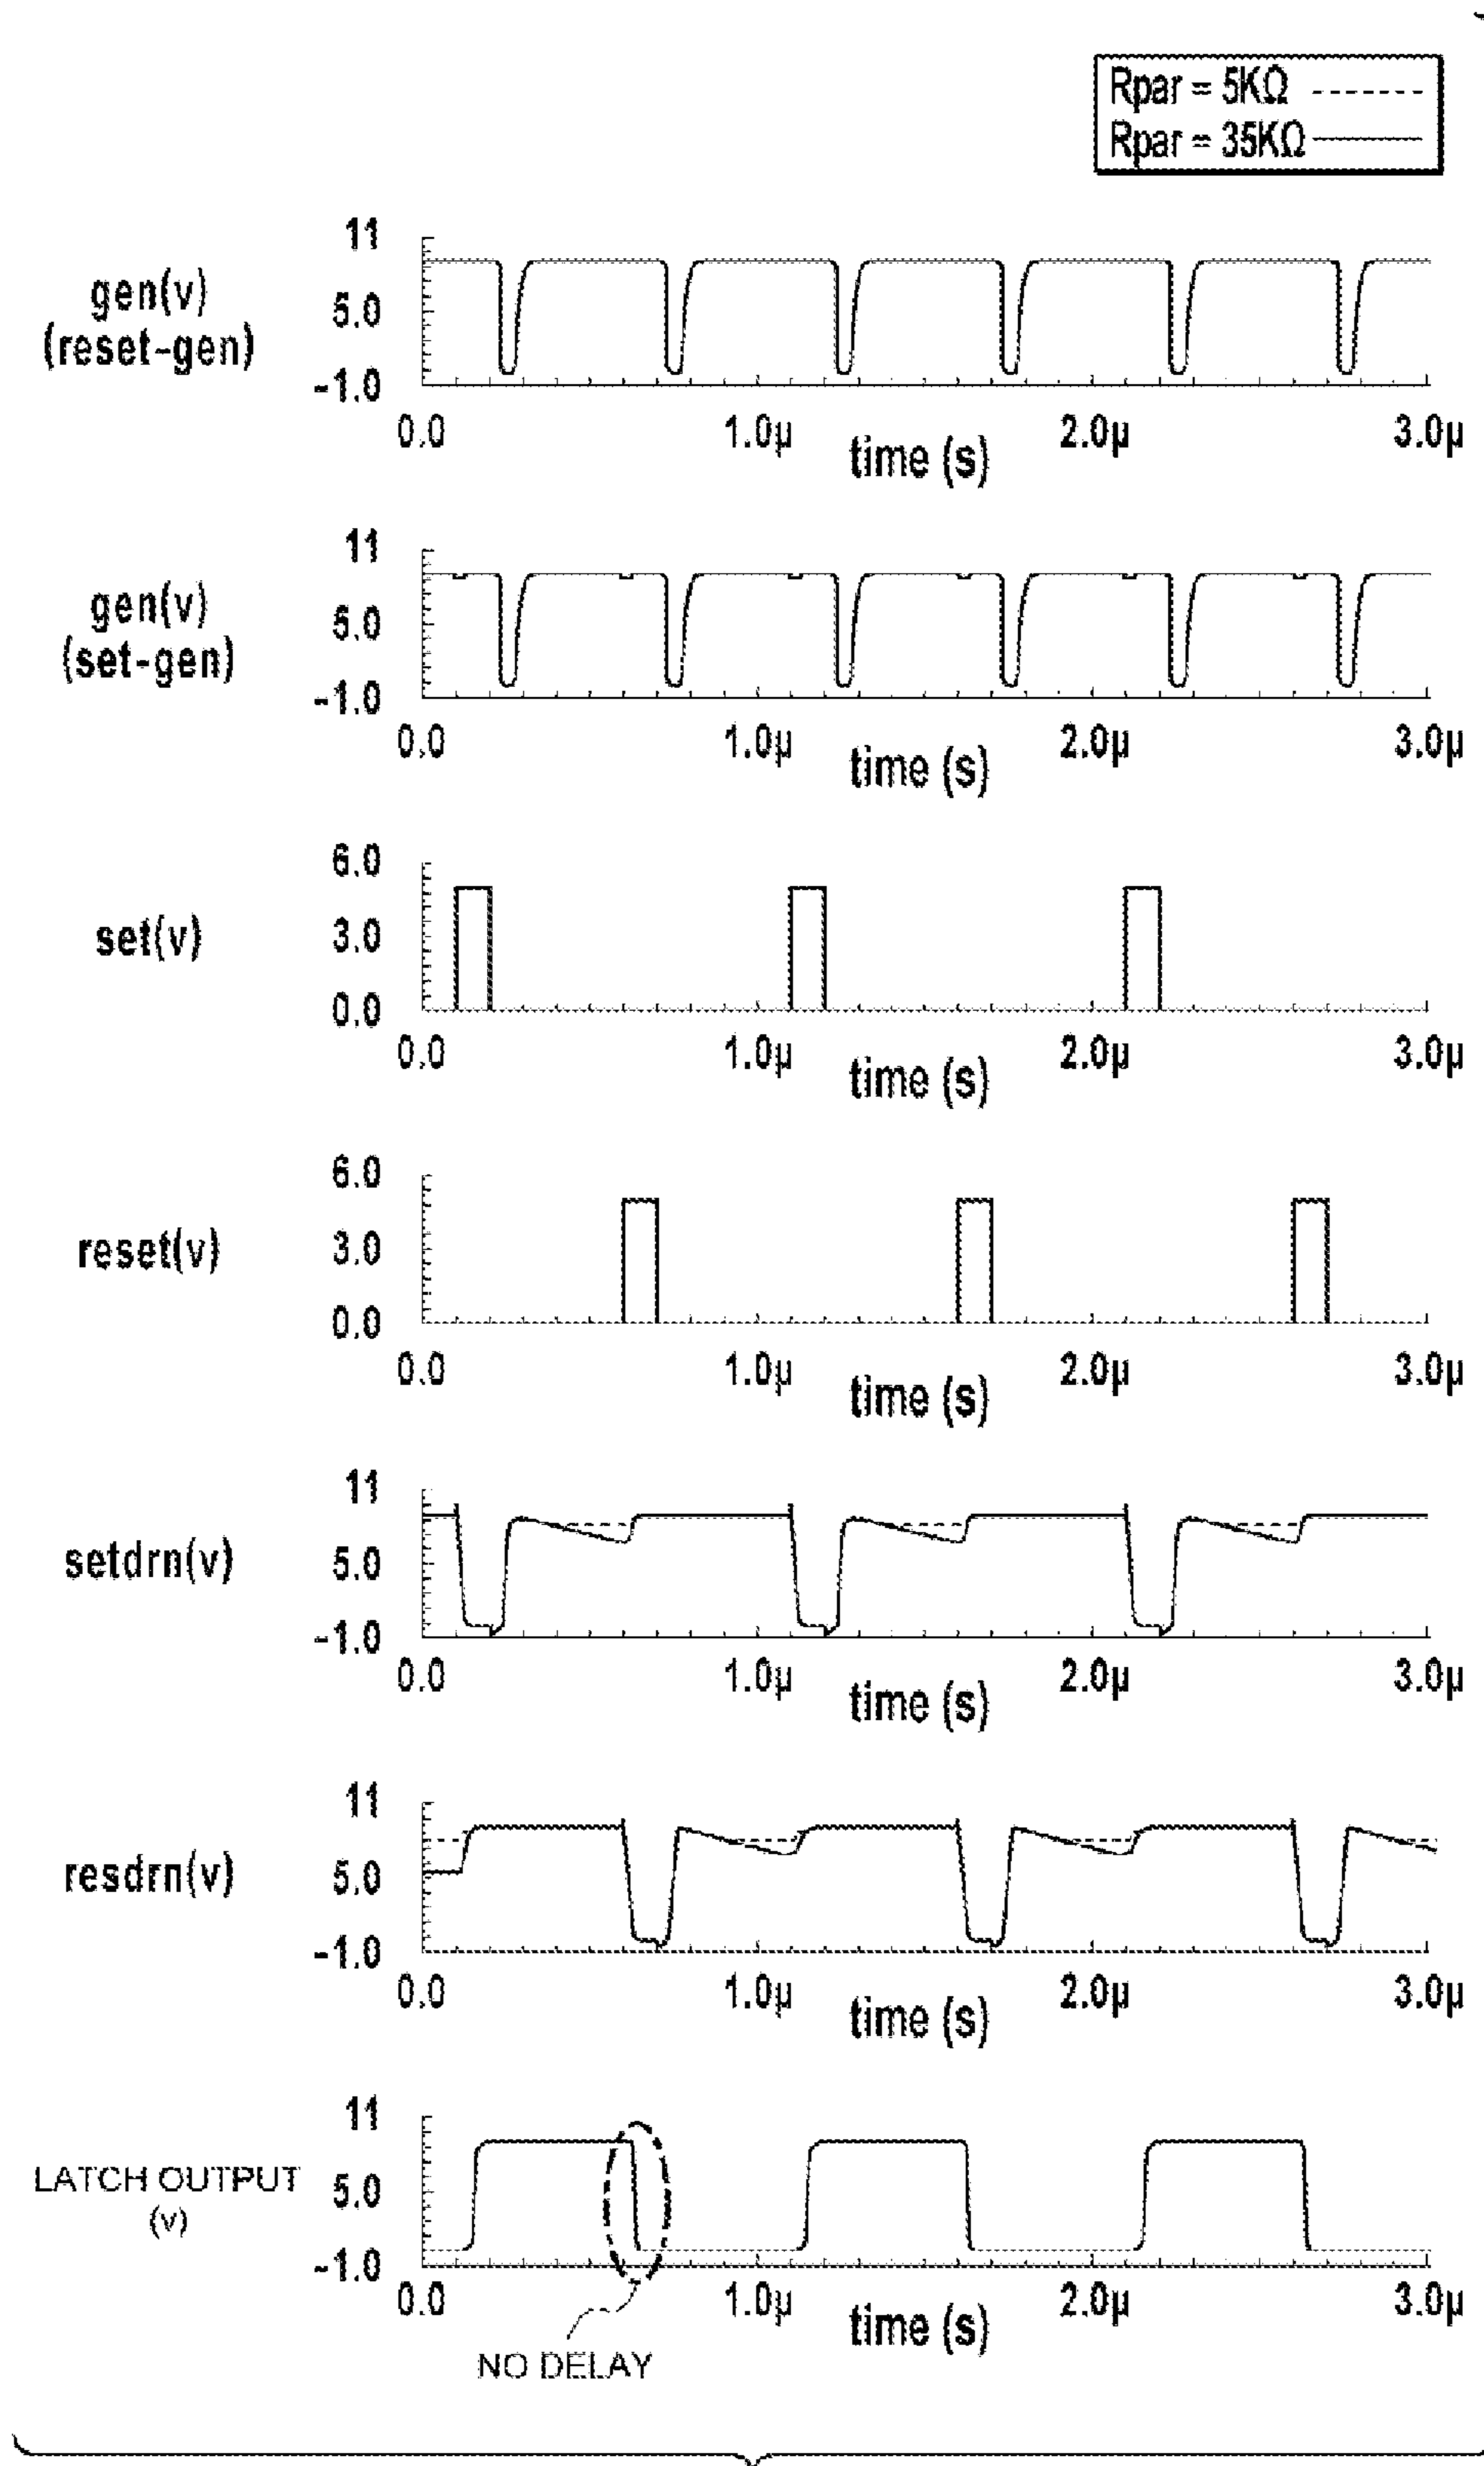 Rpar = 5KΩ
Rpar = 35KΩ
gen(v)
(reset-gen)
11
5.0
-1.0
0.0 1.0µ 2.0µ 3.0µ
time (s)
gen(v)
(set-gen)
11
5.0
-1.0
0.0 1.0µ 2.0µ 3.0µ
time (s)
set(v)
6.0
3.0
0.0
0.0 1.0µ 2.0µ 3.0µ
time (s)
reset(v)
6.0
3.0
0.0
0.0 1.0µ 2.0µ 3.0µ
time (s)
setdrn(v)
11
5.0
-1.0
0.0 1.0µ 2.0µ 3.0µ
time (s)
resdrn(v)
11
5.0
-1.0
0.0 1.0µ 2.0µ 3.0µ
time (s)
LATCH OUTPUT
(v)
11
5.0
-1.0
0.0 1.0µ 2.0µ 3.0µ
time (s)
NO DELAY